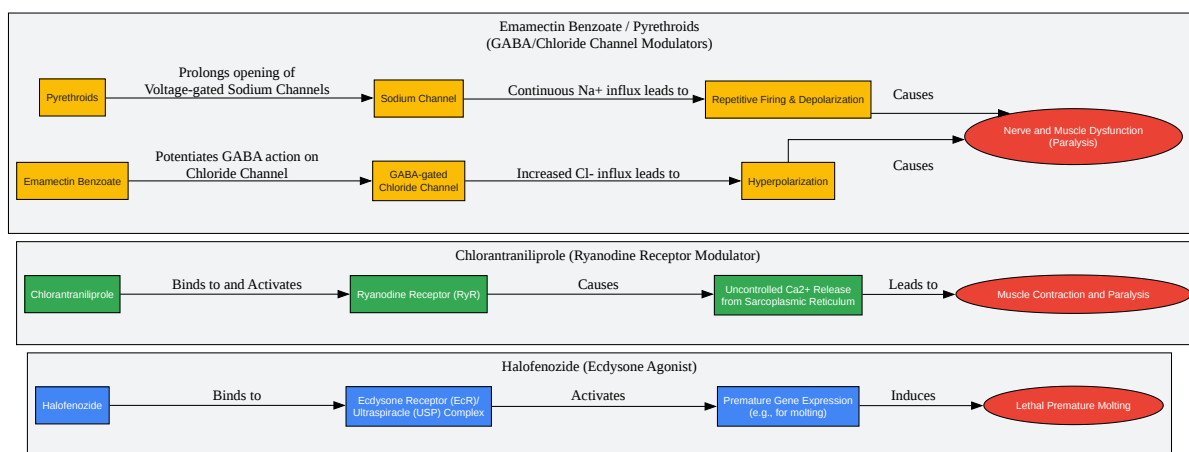 Emamectin Benzoate / Pyrethroids
(GABA/Chloride Channel Modulators)
Pyrethroids
Prolongs opening of
Voltage-gated Sodium Channels
Sodium Channel
Continuous Na+ influx leads to
Repetitive Firing & Depolarization
Causes
Nerve and Muscle Dysfunction
(Paralysis)
Emamectin Benzoate
Potentiates GABA action on
Chloride Channel
GABA-gated
Chloride Channel
Increased Cl- influx leads to
Hyperpolarization
Causes
Chlorantraniliprole (Ryanodine Receptor Modulator)
Chlorantraniliprole
Binds to and Activates
Ryanodine Receptor (RyR)
Causes
Uncontrolled Ca2+ Release
from Sarcoplasmic Reticulum
Leads to
Muscle Contraction and Paralysis
Halofenozide (Ecdysone Agonist)
Halofenozide
Binds to
Ecdysone Receptor (EcR)/
Ultraspiracle (USP) Complex
Activates
Premature Gene Expression
(e.g., for molting)
Induces
Lethal Premature Molting